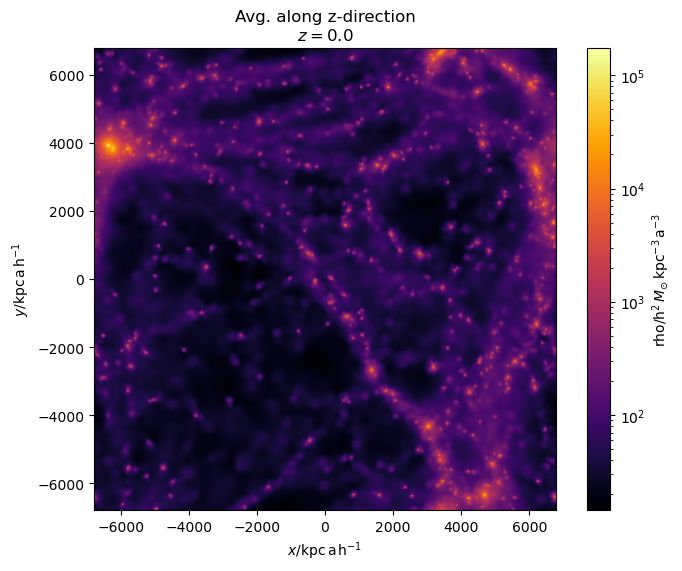 Avg. along z-direction
z = 0.0
6000
4000
2000
0
−2000
−4000
−6000
y/kpc a h⁻¹
−6000 −4000 −2000 0 2000 4000 6000
x/kpc a h⁻¹
10⁵
10⁴
10³
10²
rho/h² M⊙ kpc⁻³ a⁻³